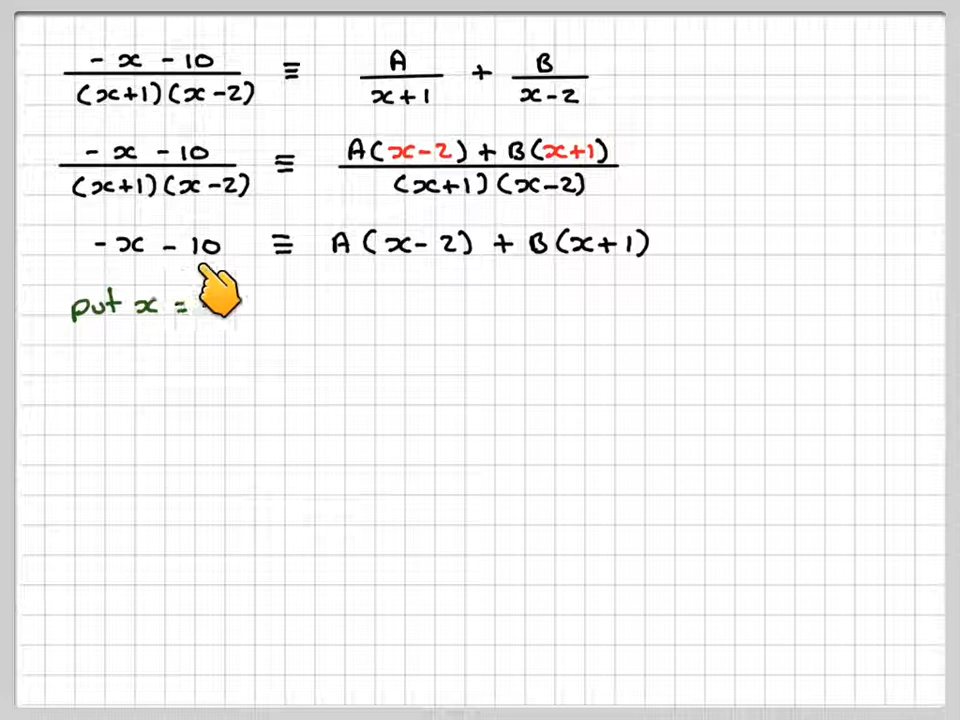 (-x - 10)/((x+1)(x-2)) ≡ A/(x+1) + B/(x-2)
(-x - 10)/((x+1)(x-2)) ≡ (A(x-2) + B(x+1))/((x+1)(x-2))
-x - 10 ≡ A(x-2) + B(x+1)
put x =